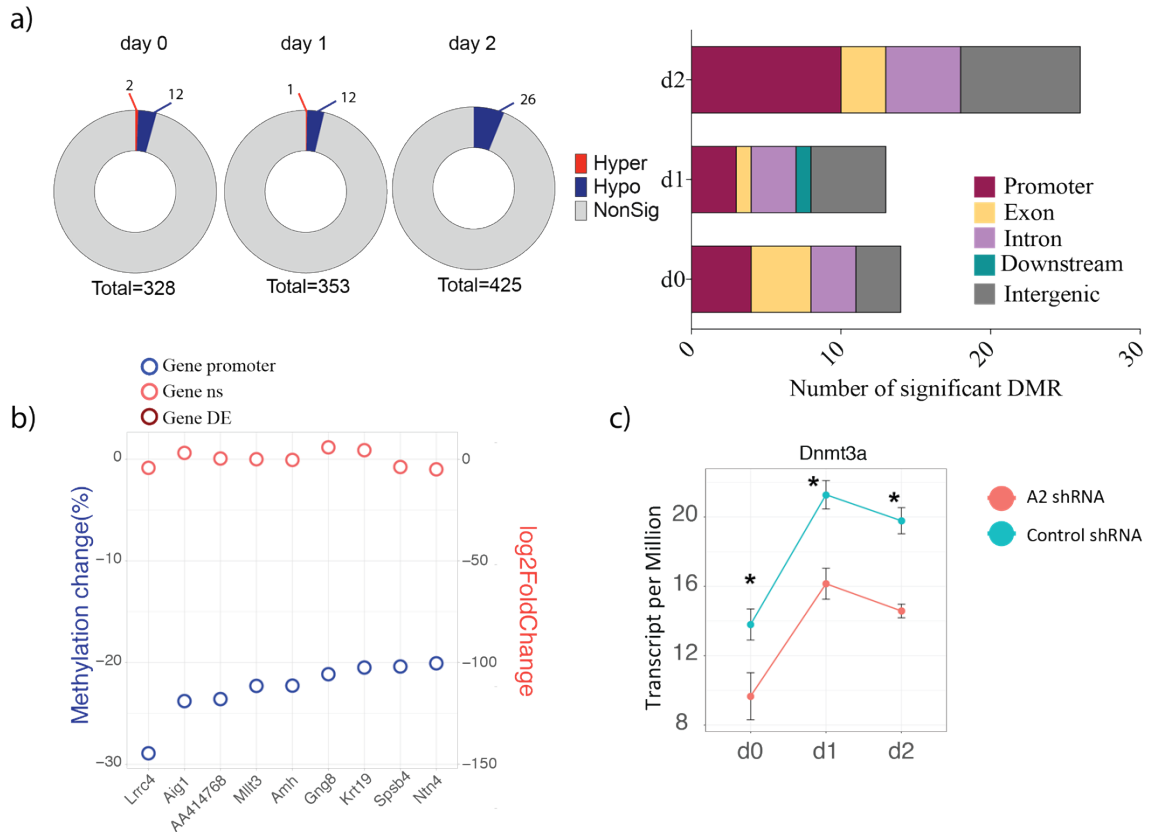 a)
day 0
day 1
day 2
2
12
1
12
26
Hyper
Hypo
NonSig
Total=328
Total=353
Total=425
d2
d1
d0
Promoter
Exon
Intron
Downstream
Intergenic
0
10
20
30
Number of significant DMR
b)
Gene promoter
Gene ns
Gene DE
Methylation change(%)
0
−10
−20
−30
0
−50
−100
−150
log2FoldChange
Lrrc4
Aig1
AA414768
Mllt3
Amh
Gng8
Krt19
Spsb4
Ntn4
c)
Dnmt3a
Transcript per Million
20
16
12
8
*
*
*
d0
d1
d2
A2 shRNA
Control shRNA